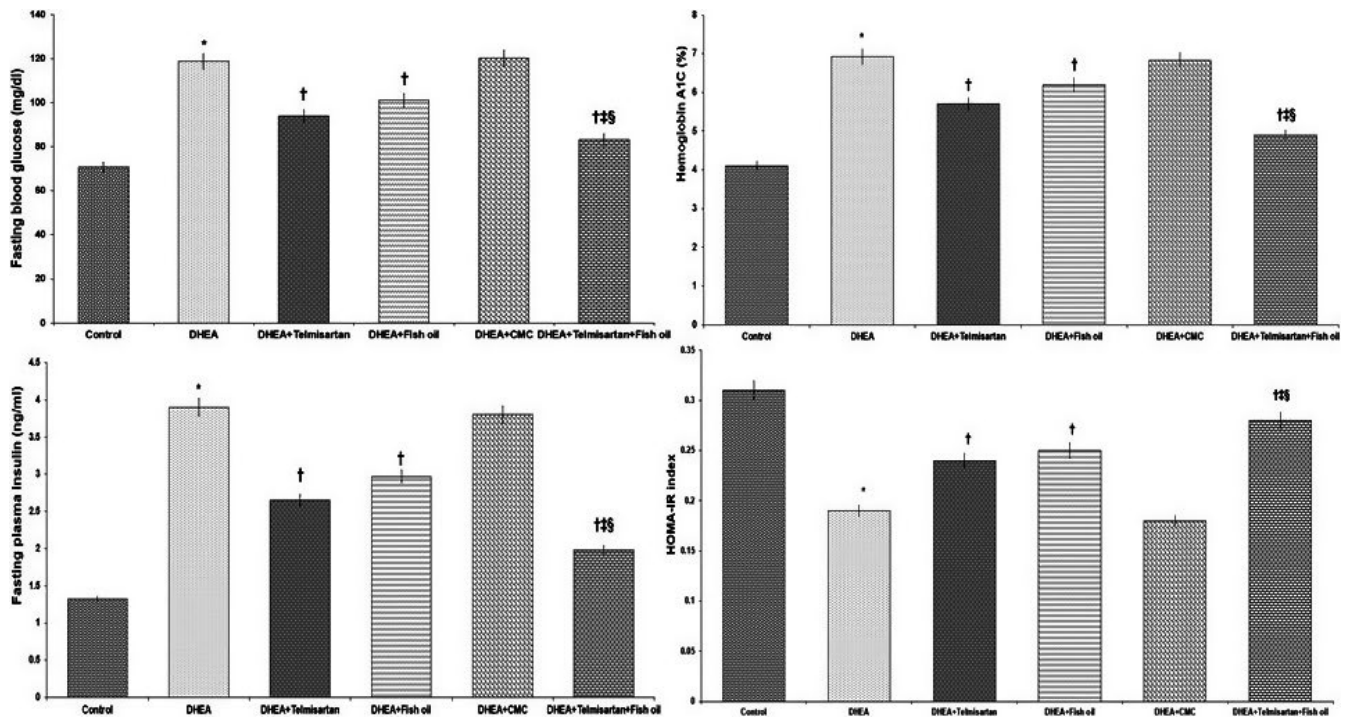 Fasting blood glucose (mg/dl)
140
120
100
80
60
40
20
0
*
†
†
†‡§
Control
DHEA
DHEA+Telmisartan
DHEA+Fish oil
DHEA+CMC
DHEA+Telmisartan+Fish oil
Hemoglobin A1C (%)
8
7
6
5
4
3
2
1
0
*
†
†
†‡§
Control
DHEA
DHEA+Telmisartan
DHEA+Fish oil
DHEA+CMC
DHEA+Telmisartan+Fish oil
Fasting plasma Insulin (ng/ml)
4.5
4
3.5
3
2.5
2
1.5
1
0.5
0
*
†
†
†‡§
Control
DHEA
DHEA+Telmisartan
DHEA+Fish oil
DHEA+CMC
DHEA+Telmisartan+Fish oil
HOMA-IR index
0.35
0.3
0.25
0.2
0.15
0.1
0.05
0
*
†
†
†‡§
Control
DHEA
DHEA+Telmisartan
DHEA+Fish oil
DHEA+CMC
DHEA+Telmisartan+Fish oil